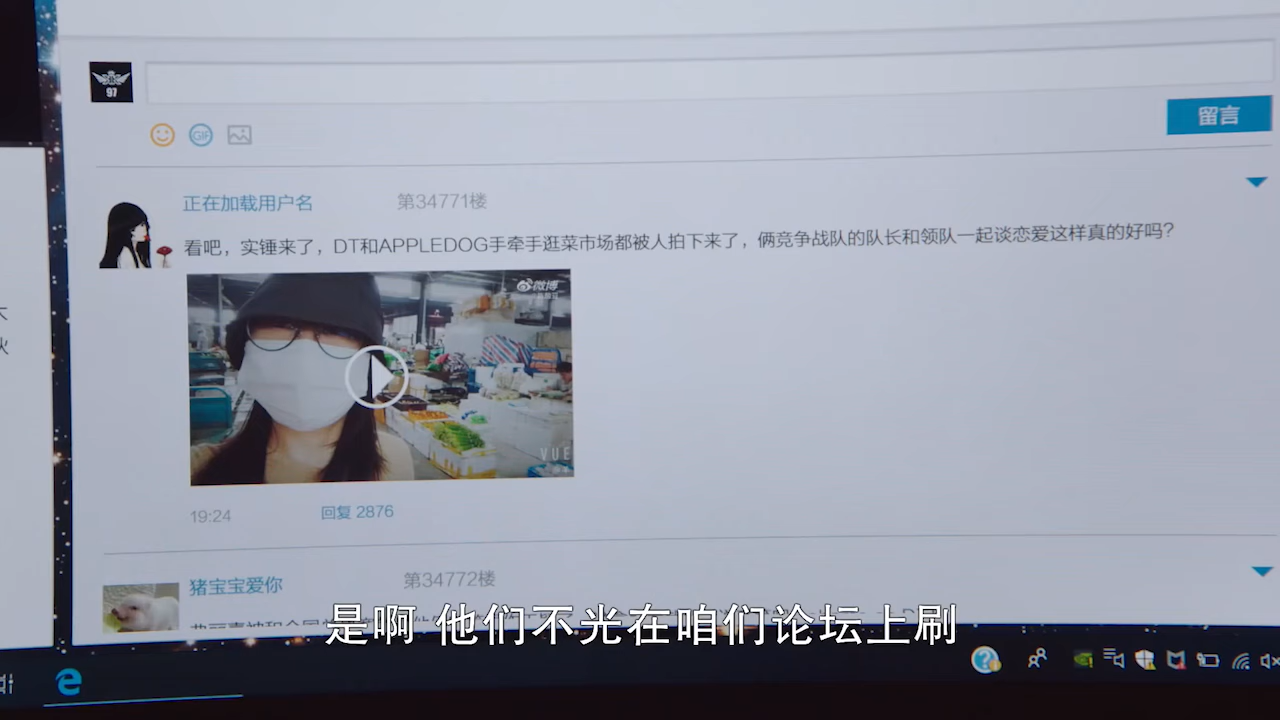 97
GIF
留言
正在加载用户名 第34771楼
看吧，实锤来了，DT和APPLEDOG手牵手逛菜市场都被人拍下来了，俩竞争战队的队长和领队一起谈恋爱这样真的好吗？
微博
VUE
19:24 回复 2876
猪宝宝爱你 第34772楼
是啊 他们不光在咱们论坛上刷